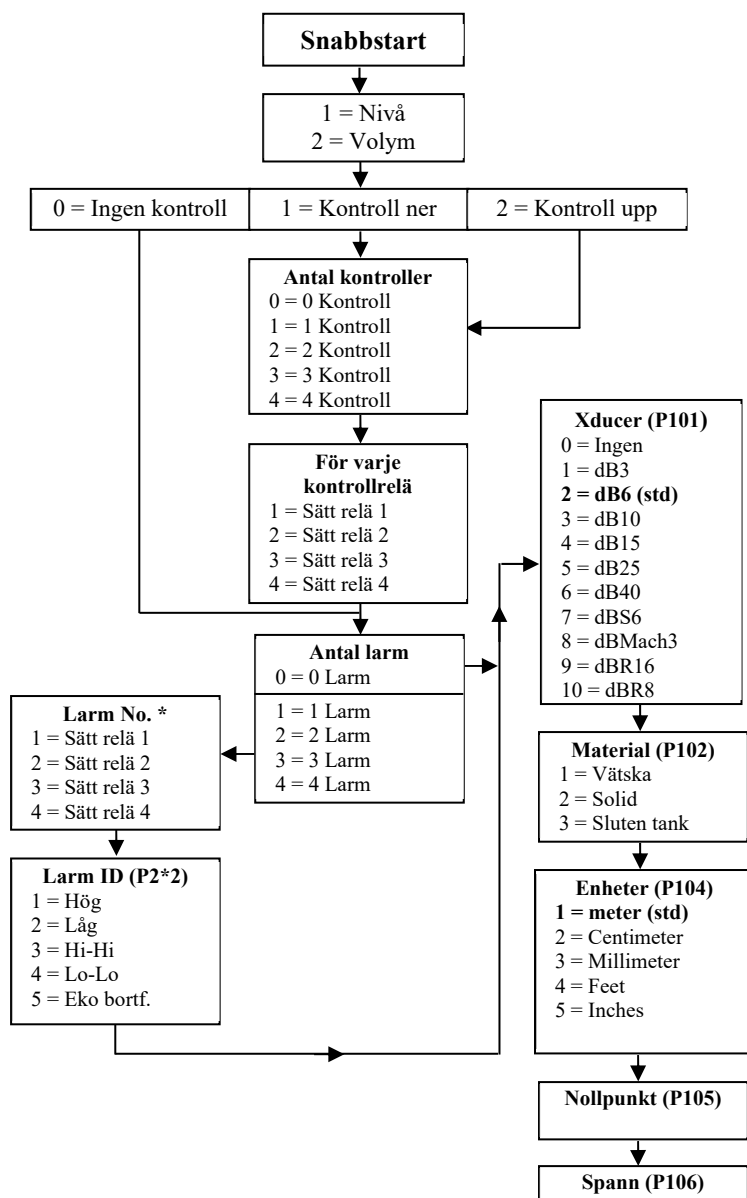 Snabbstart
1 = Nivå
2 = Volym
0 = Ingen kontroll
1 = Kontroll ner
2 = Kontroll upp
Antal kontroller
0 = 0 Kontroll
1 = 1 Kontroll
2 = 2 Kontroll
3 = 3 Kontroll
4 = 4 Kontroll
För varje
kontrollrelä
1 = Sätt relä 1
2 = Sätt relä 2
3 = Sätt relä 3
4 = Sätt relä 4
Antal larm
0 = 0 Larm
1 = 1 Larm
2 = 2 Larm
3 = 3 Larm
4 = 4 Larm
Larm No. *
1 = Sätt relä 1
2 = Sätt relä 2
3 = Sätt relä 3
4 = Sätt relä 4
Larm ID (P2*2)
1 = Hög
2 = Låg
3 = Hi-Hi
4 = Lo-Lo
5 = Eko bortf.
Xducer (P101)
0 = Ingen
1 = dB3
2 = dB6 (std)
3 = dB10
4 = dB15
5 = dB25
6 = dB40
7 = dBS6
8 = dBMach3
9 = dBR16
10 = dBR8
Material (P102)
1 = Vätska
2 = Solid
3 = Sluten tank
Enheter (P104)
1 = meter (std)
2 = Centimeter
3 = Millimeter
4 = Feet
5 = Inches
Nollpunkt (P105)
Spann (P106)